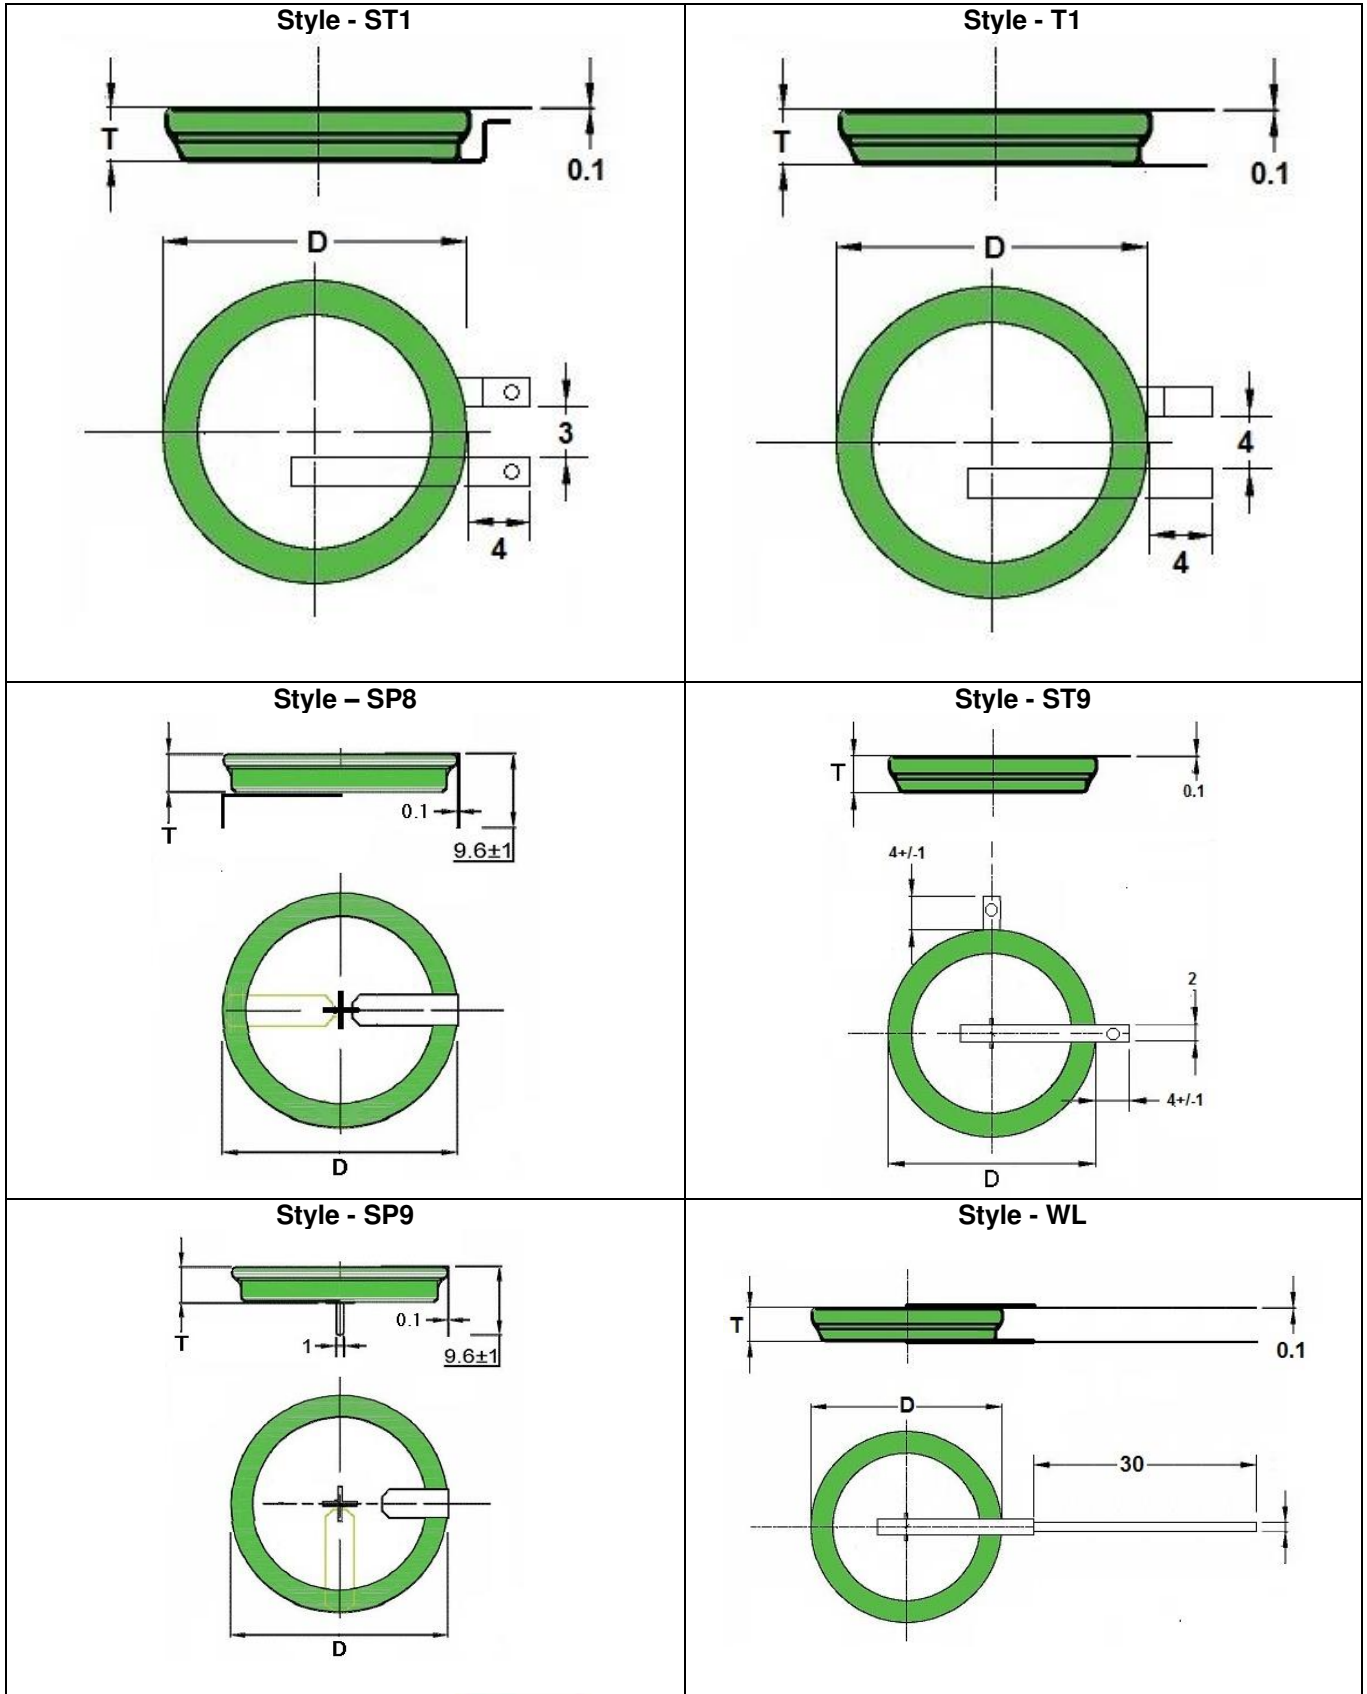 Style - ST1
T
0.1
D
3
4
Style - T1
T
0.1
D
4
4
Style – SP8
T
0.1
9.6±1
D
Style - ST9
T
0.1
4+/-1
2
4+/-1
D
Style - SP9
T
0.1
1
9.6±1
D
Style - WL
T
0.1
D
30